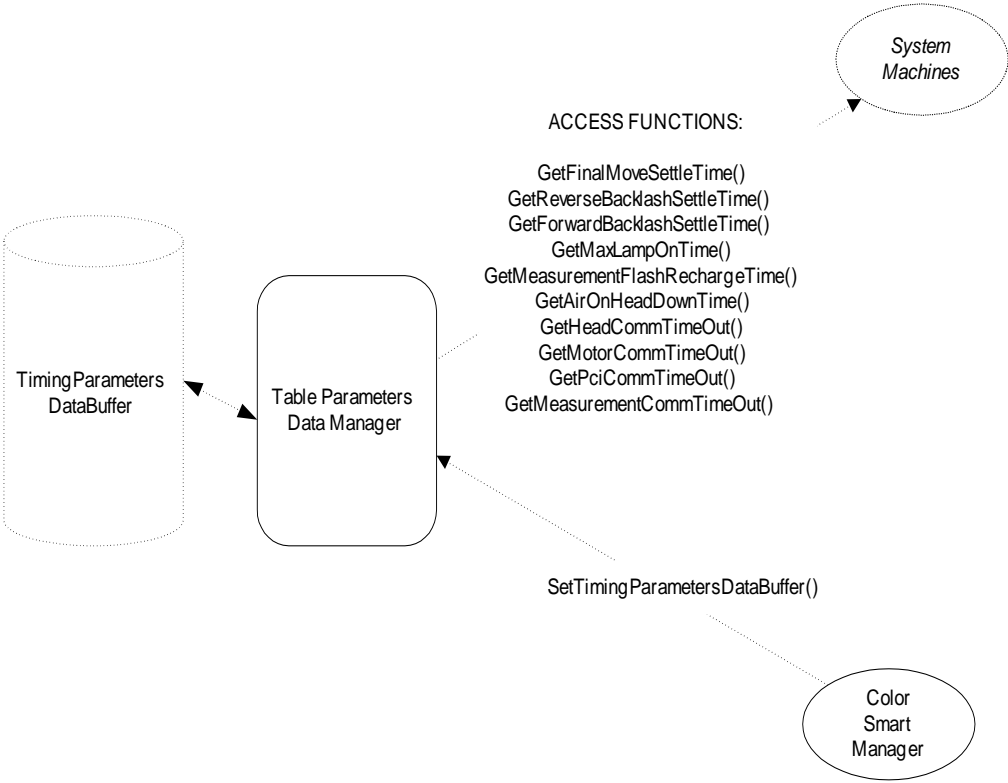 System
Machines
ACCESS FUNCTIONS:
GetFinalMoveSettleTime()
GetReverseBacklashSettleTime()
GetForwardBacklashSettleTime()
GetMaxLampOnTime()
GetMeasurementFlashRechargeTime()
GetAirOnHeadDownTime()
GetHeadCommTimeOut()
GetMotorCommTimeOut()
GetPciCommTimeOut()
GetMeasurementCommTimeOut()
TimingParameters
DataBuffer
Table Parameters
Data Manager
SetTimingParametersDataBuffer()
Color
Smart
Manager